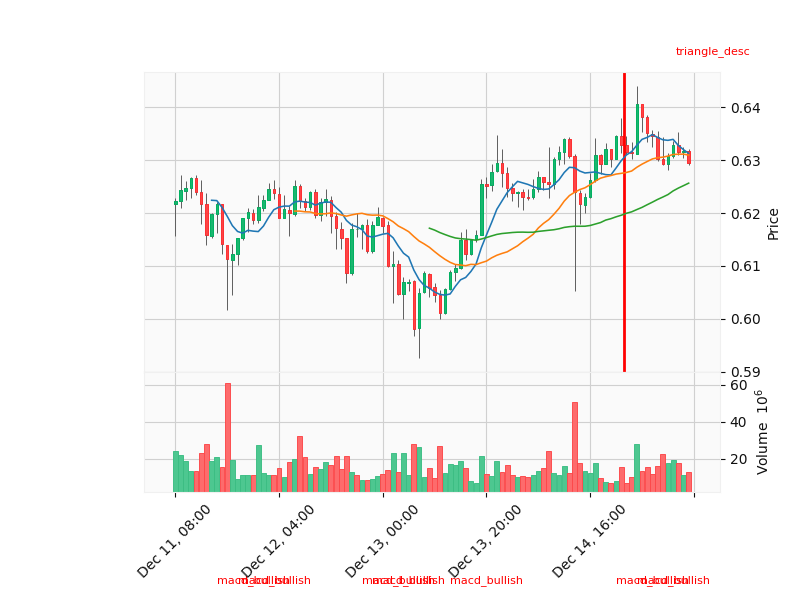 triangle_desc
0.64
0.63
0.62
0.61
0.60
0.59
Price
60
40
20
Volume 10^6
Dec 11, 08:00
Dec 12, 04:00
Dec 13, 00:00
Dec 13, 20:00
Dec 14, 16:00
macd_bullish
macd_bullish
macd_bullish
macd_bullish